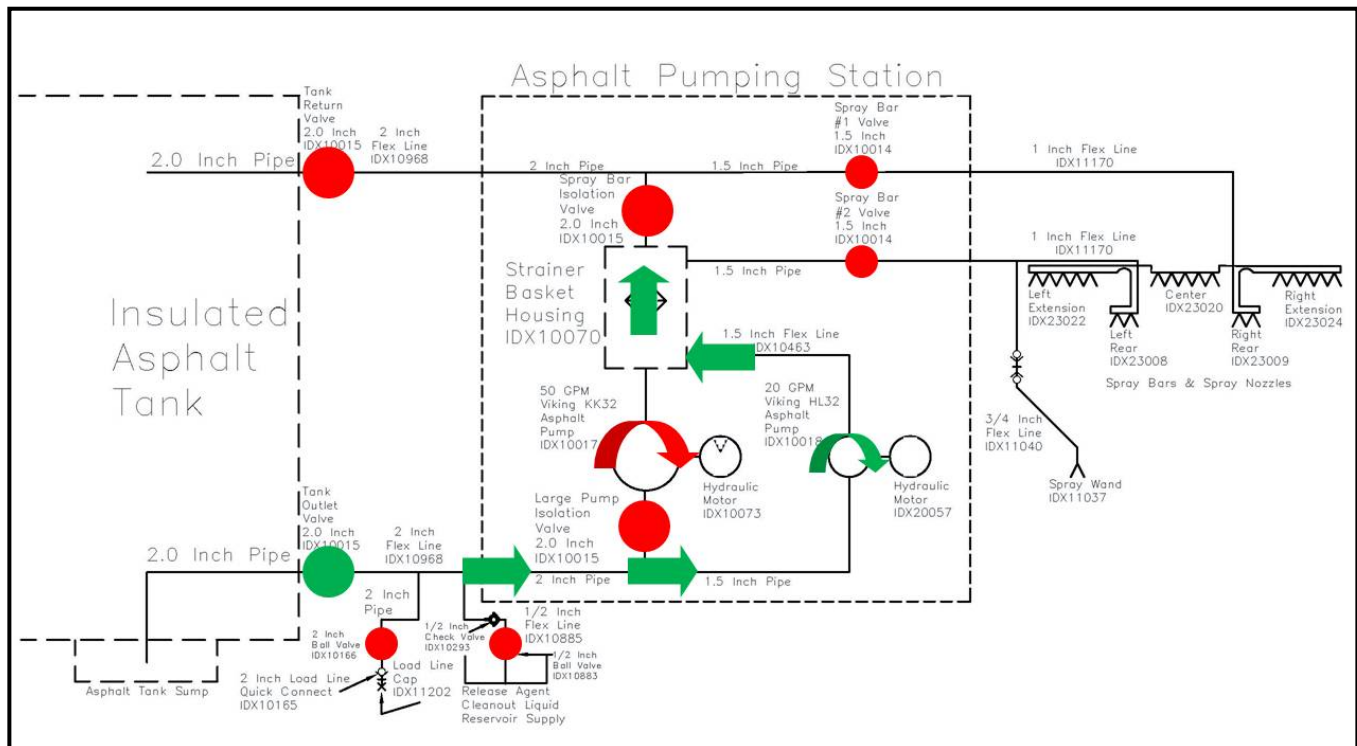 Asphalt Pumping Station
Tank
Return
Valve
2.0 Inch
IDX10015
2 Inch
Flex Line
IDX10968
2.0 Inch Pipe
2 Inch Pipe
Spray Bar
Isolation
Valve
2.0 Inch
IDX10015
1.5 Inch Pipe
Spray Bar
#1 Valve
1.5 Inch
IDX10014
1 Inch Flex Line
IDX11170
Spray Bar
#2 Valve
1.5 Inch
IDX10014
1 Inch Flex Line
IDX11170
1.5 Inch Pipe
Strainer
Basket
Housing
IDX10070
Insulated
Asphalt
Tank
Left
Extension
IDX23022
Center
IDX23020
Right
Extension
IDX23024
Left
Rear
IDX23008
Right
Rear
IDX23009
Spray Bars & Spray Nozzles
1.5 Inch Flex Line
IDX10463
50 GPM
Viking KK32
Asphalt
Pump
IDX10017
20 GPM
Viking HL32
Asphalt
Pump
IDX10018
Hydraulic
Motor
IDX10073
Hydraulic
Motor
IDX20057
3/4 Inch
Flex Line
IDX11040
Spray Wand
IDX11037
Large Pump
Isolation
Valve
2.0 Inch
IDX10015
Tank
Outlet
Valve
2.0 Inch
IDX10015
2 Inch
Flex Line
IDX10968
2.0 Inch Pipe
2 Inch Pipe
1.5 Inch Pipe
2 Inch
Pipe
2 Inch
Ball Valve
IDX10166
1/2 Inch
Check Valve
IDX10293
1/2 Inch
Flex Line
IDX10885
1/2 Inch
Ball Valve
IDX10883
Asphalt Tank Sump
2 Inch Load Line
Quick Connect
IDX10165
Load Line
Cap
IDX11202
Release Agent
Cleanout Liquid
Reservoir Supply